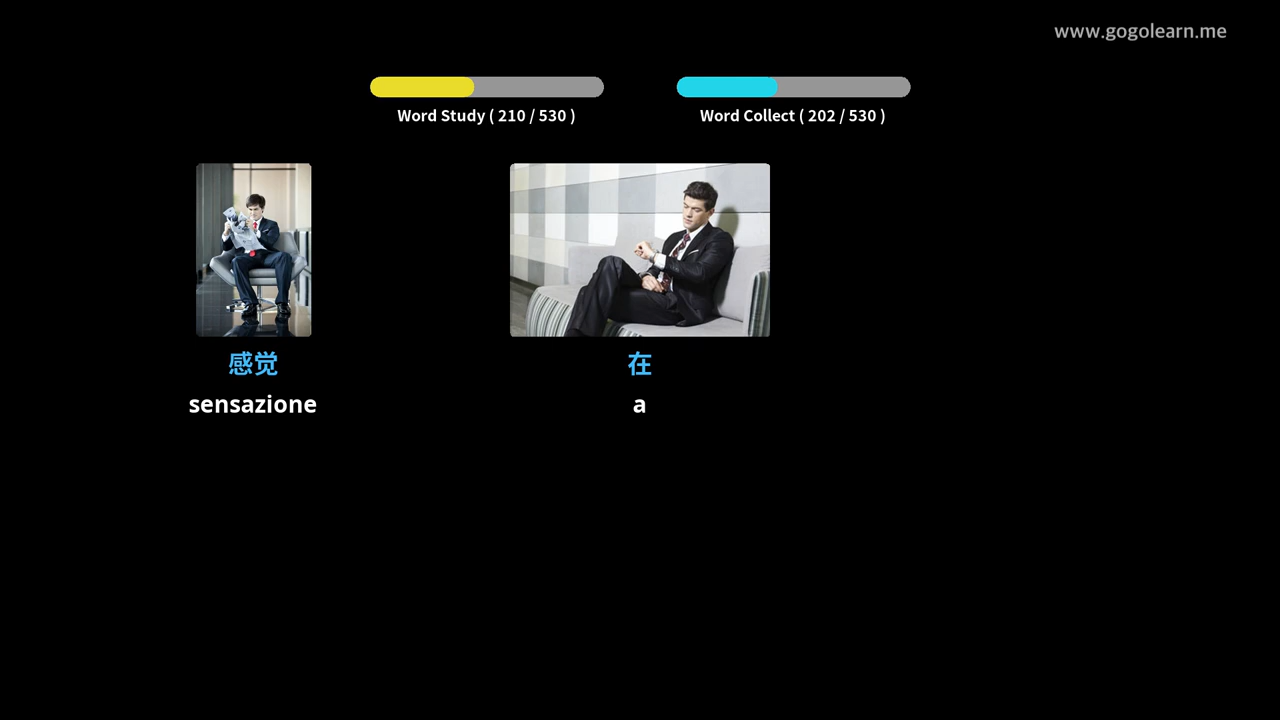 www.gogolearn.me
Word Study ( 210 / 530 )
Word Collect ( 202 / 530 )
感觉
sensazione
在
a